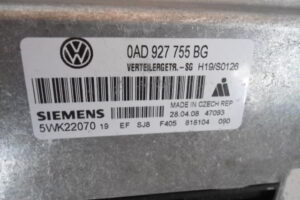 0AD 927 755 BG
VERTEILERGETR. – SG H19/S0126
MADE IN CZECH REP
SIEMENS 28.04.08 47093
5WK22070 19 EF SJ8 F405 818104 090